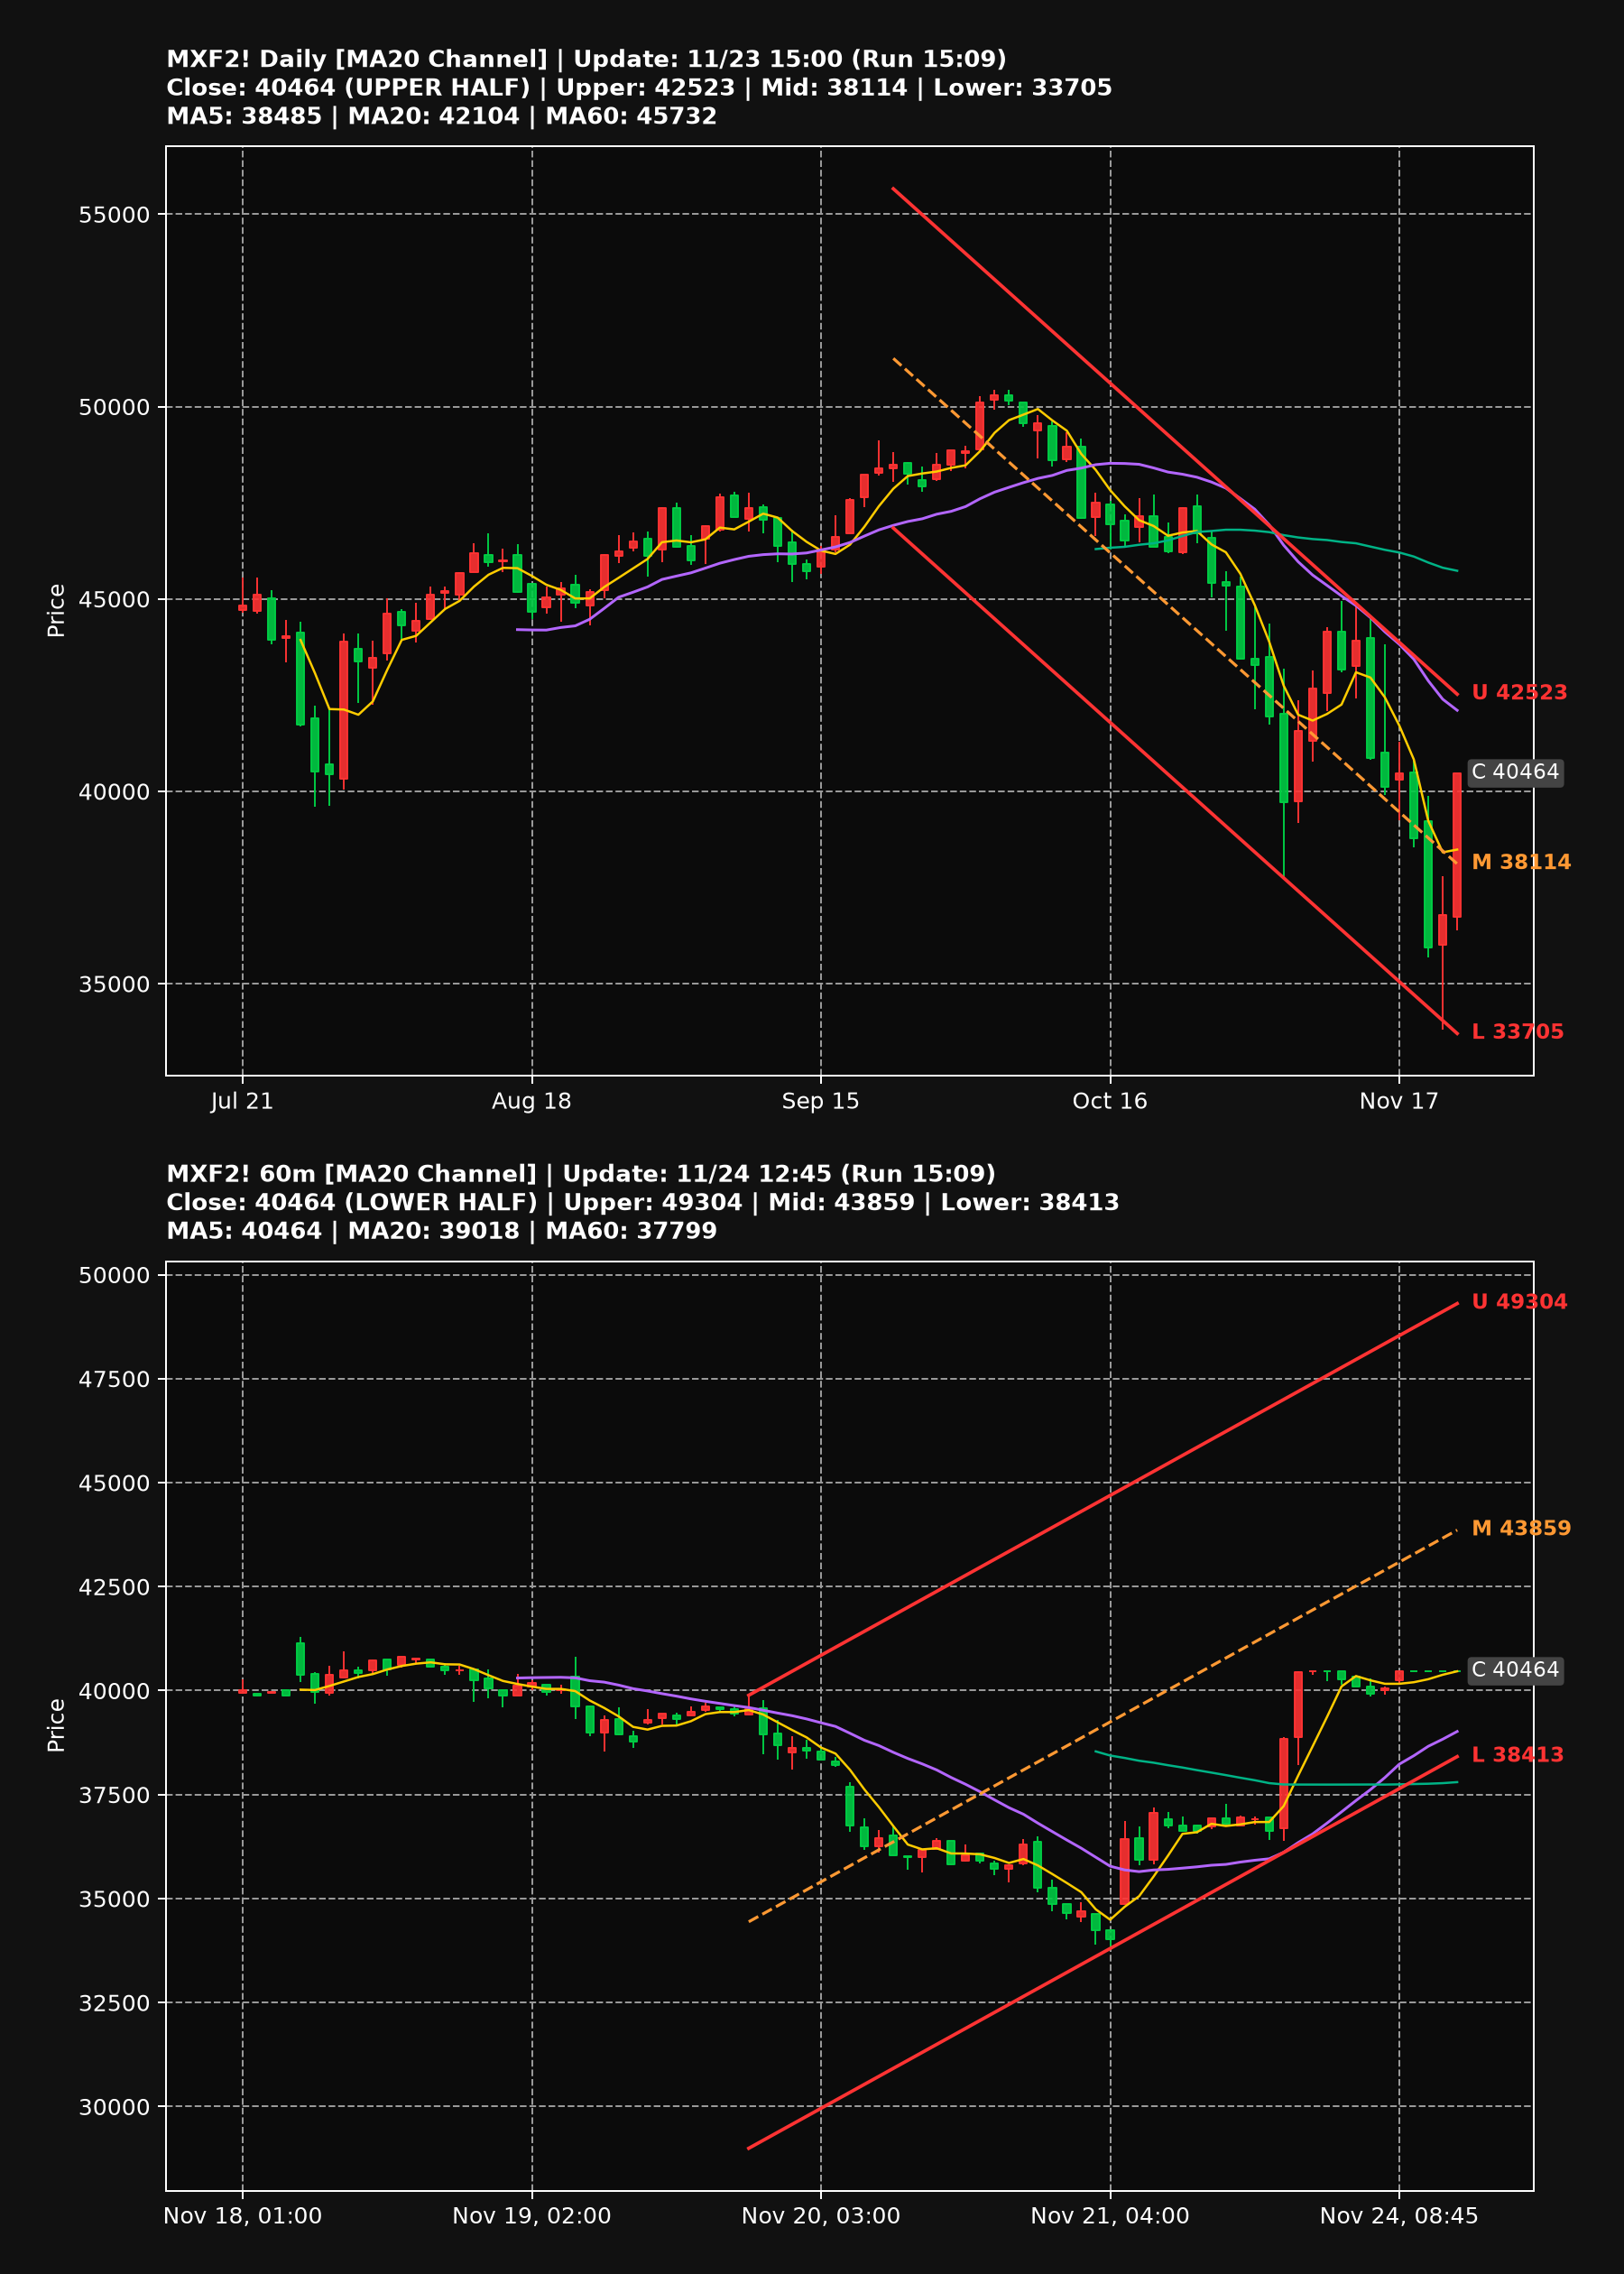 MXF2! Daily [MA20 Channel] | Update: 11/23 15:00 (Run 15:09)
Close: 40464 (UPPER HALF) | Upper: 42523 | Mid: 38114 | Lower: 33705
MA5: 38485 | MA20: 42104 | MA60: 45732
55000
50000
45000
40000
35000
Price
U 42523
C 40464
M 38114
L 33705
Jul 21
Aug 18
Sep 15
Oct 16
Nov 17
MXF2! 60m [MA20 Channel] | Update: 11/24 12:45 (Run 15:09)
Close: 40464 (LOWER HALF) | Upper: 49304 | Mid: 43859 | Lower: 38413
MA5: 40464 | MA20: 39018 | MA60: 37799
50000
47500
45000
42500
40000
37500
35000
32500
30000
Price
U 49304
M 43859
C 40464
L 38413
Nov 18, 01:00
Nov 19, 02:00
Nov 20, 03:00
Nov 21, 04:00
Nov 24, 08:45